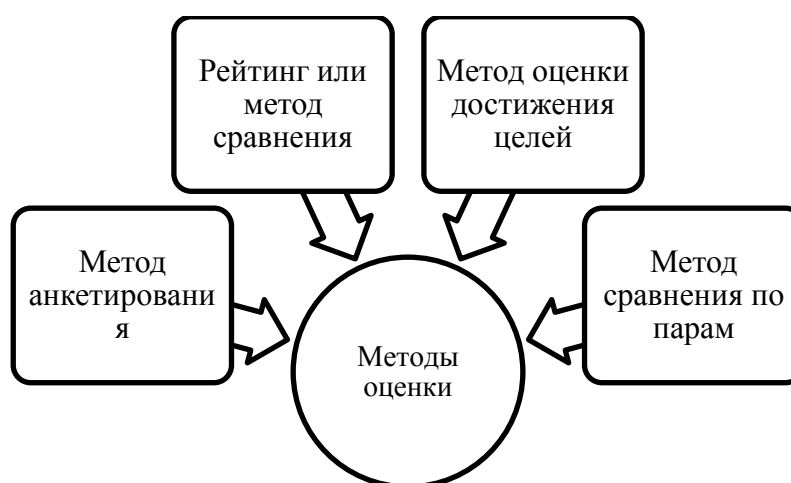 Рейтинг или
метод
сравнения
Метод оценки
достижения
целей
Метод
анкетировани
я
Метод
сравнения по
парам
Методы
оценки